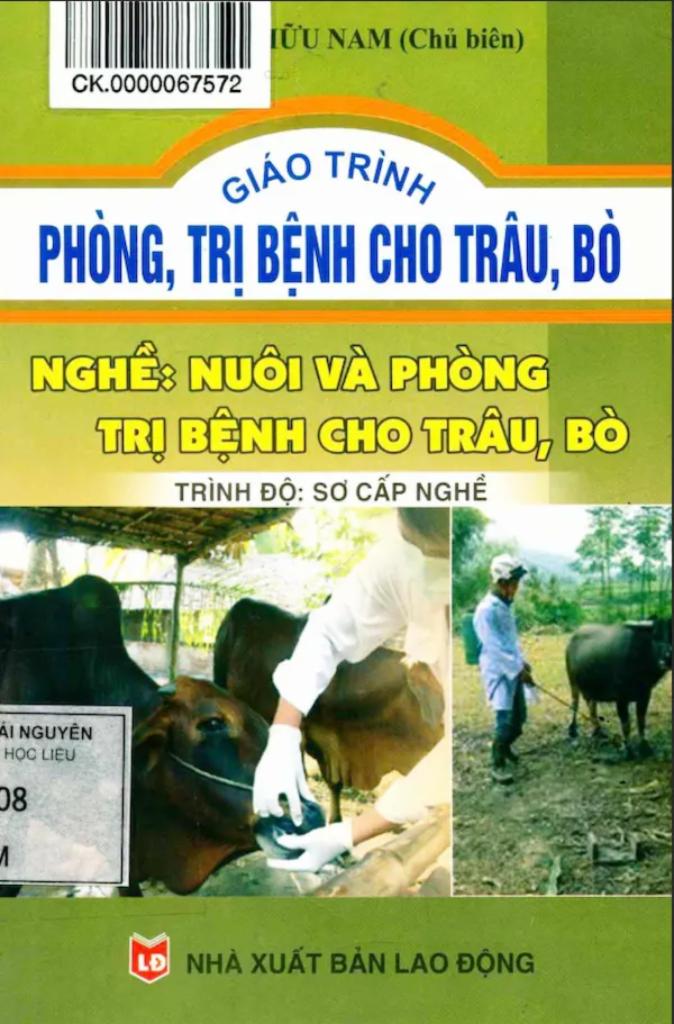 CK.0000067572
HỮU NAM (Chủ biên)
GIÁO TRÌNH
PHÒNG, TRỊ BỆNH CHO TRÂU, BÒ
NGHỀ: NUÔI VÀ PHÒNG
TRỊ BỆNH CHO TRÂU, BÒ
TRÌNH ĐỘ: SƠ CẤP NGHỀ
ÁI NGUYÊN
HỌC LIỆU
08
M
LĐ
NHÀ XUẤT BẢN LAO ĐỘNG